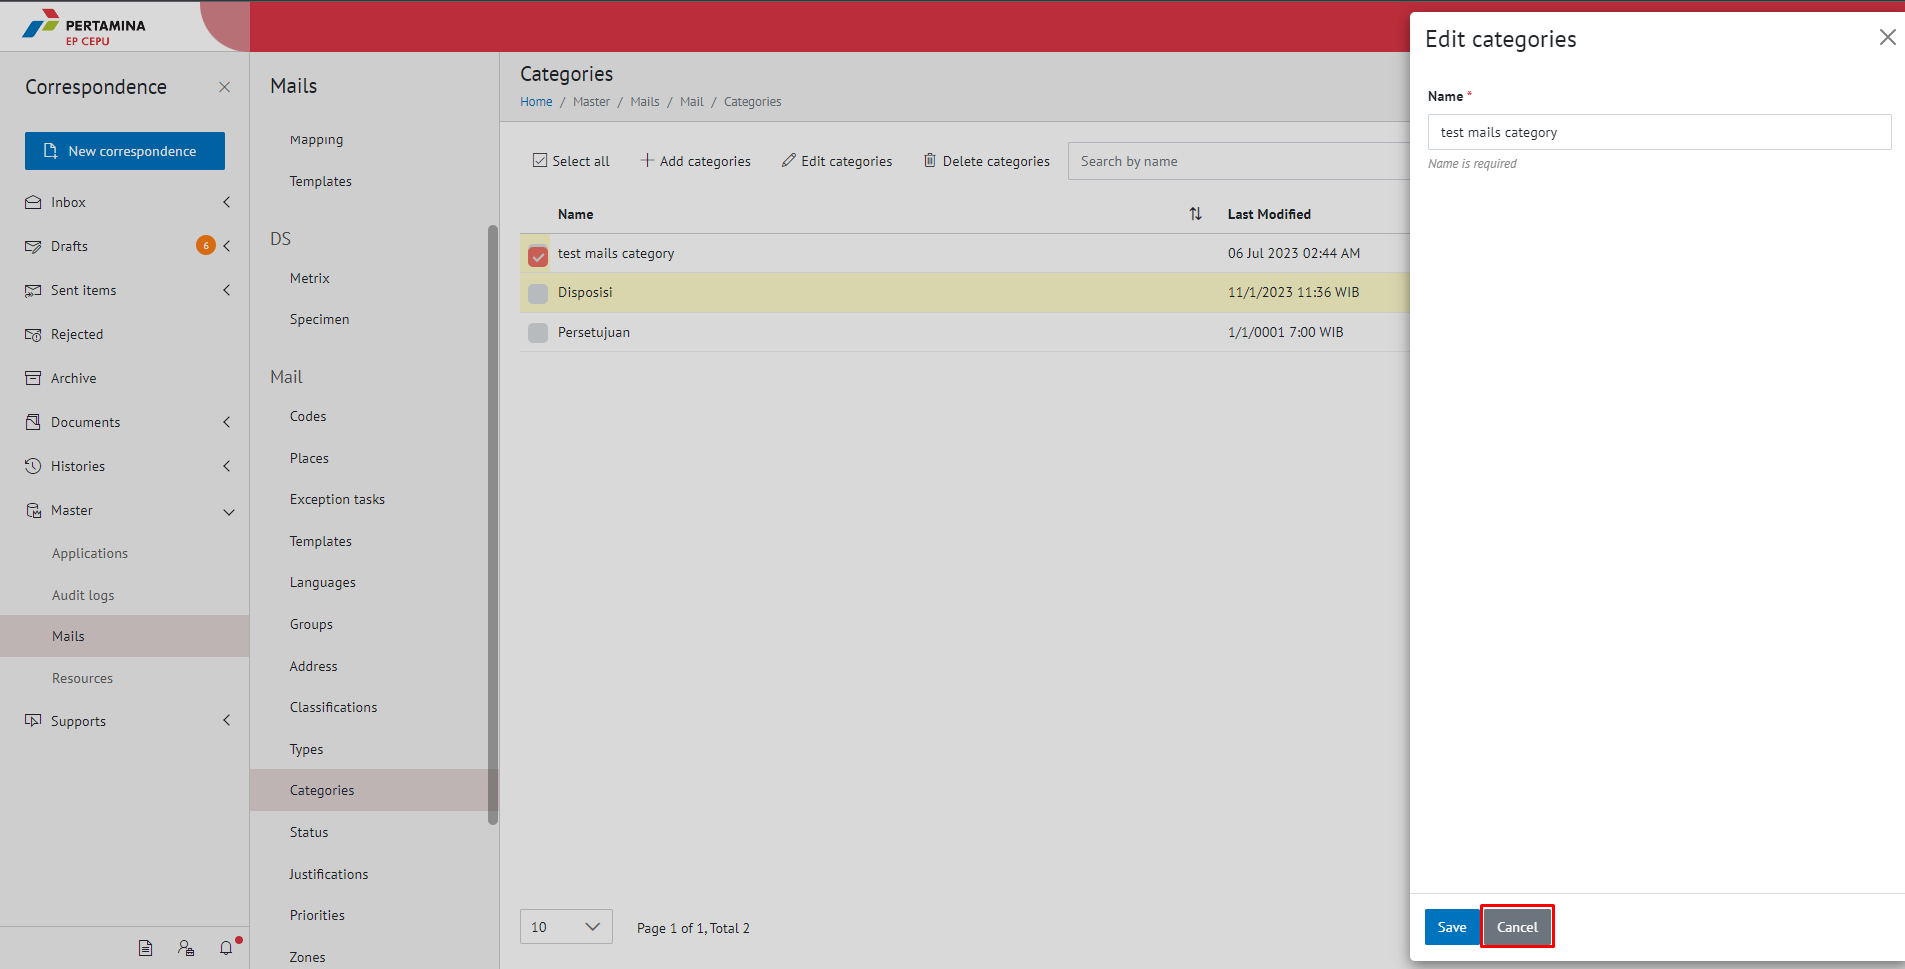 PERTAMINA
EP CEPU
Correspondence
New correspondence
Inbox
Drafts
6
Sent items
Rejected
Archive
Documents
Histories
Master
Applications
Audit logs
Mails
Resources
Supports
Mails
Mapping
Templates
DS
Metrix
Specimen
Mail
Codes
Places
Exception tasks
Templates
Languages
Groups
Address
Classifications
Types
Categories
Status
Justifications
Priorities
Zones
Categories
Home / Master / Mails / Mail / Categories
Select all Add categories Edit categories Delete categories Search by name
Name Last Modified
test mails category 06 Jul 2023 02:44 AM
Disposisi 11/1/2023 11:36 WIB
Persetujuan 1/1/0001 7:00 WIB
10 Page 1 of 1, Total 2
Edit categories
Name *
test mails category
Name is required
Save Cancel